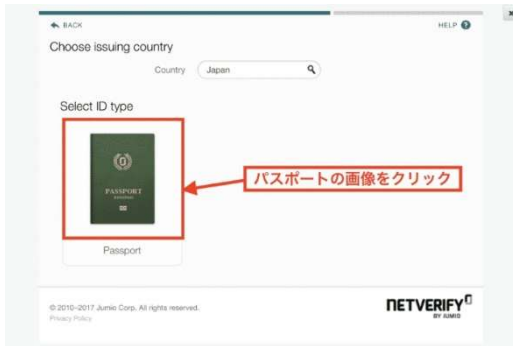 BACK
HELP ?
Choose issuing country
Country Japan
Select ID type
PASSPORT
パスポートの画像をクリック
Passport
© 2010–2017 Jumio Corp. All rights reserved.
Privacy Policy
NETVERIFY
BY JUMIO